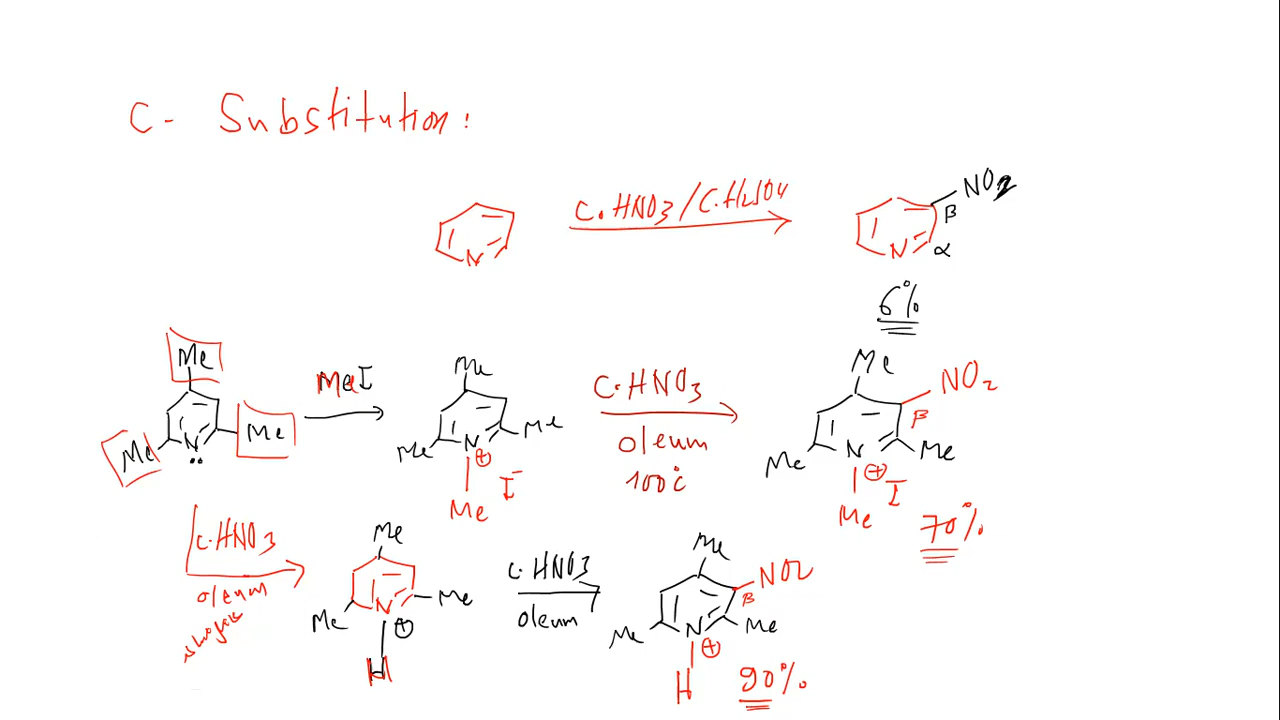 C- Substitution:
C.HNO3/C.H2SO4
NO2
β
N
N
α
6%
Me
MeI
Me
C.HNO3
Me
NO2
β
Me
N
Me
Me
N
⊕
Me
oleum
Me
N
⊕
Me
I⁻
100°C
I
Me
Me
70%
C.HNO3
Me
C.HNO3
Me
NO2
oleum
N
Me
oleum
β
Me
⊕
Me
N
Me
⊕
H
H
90%